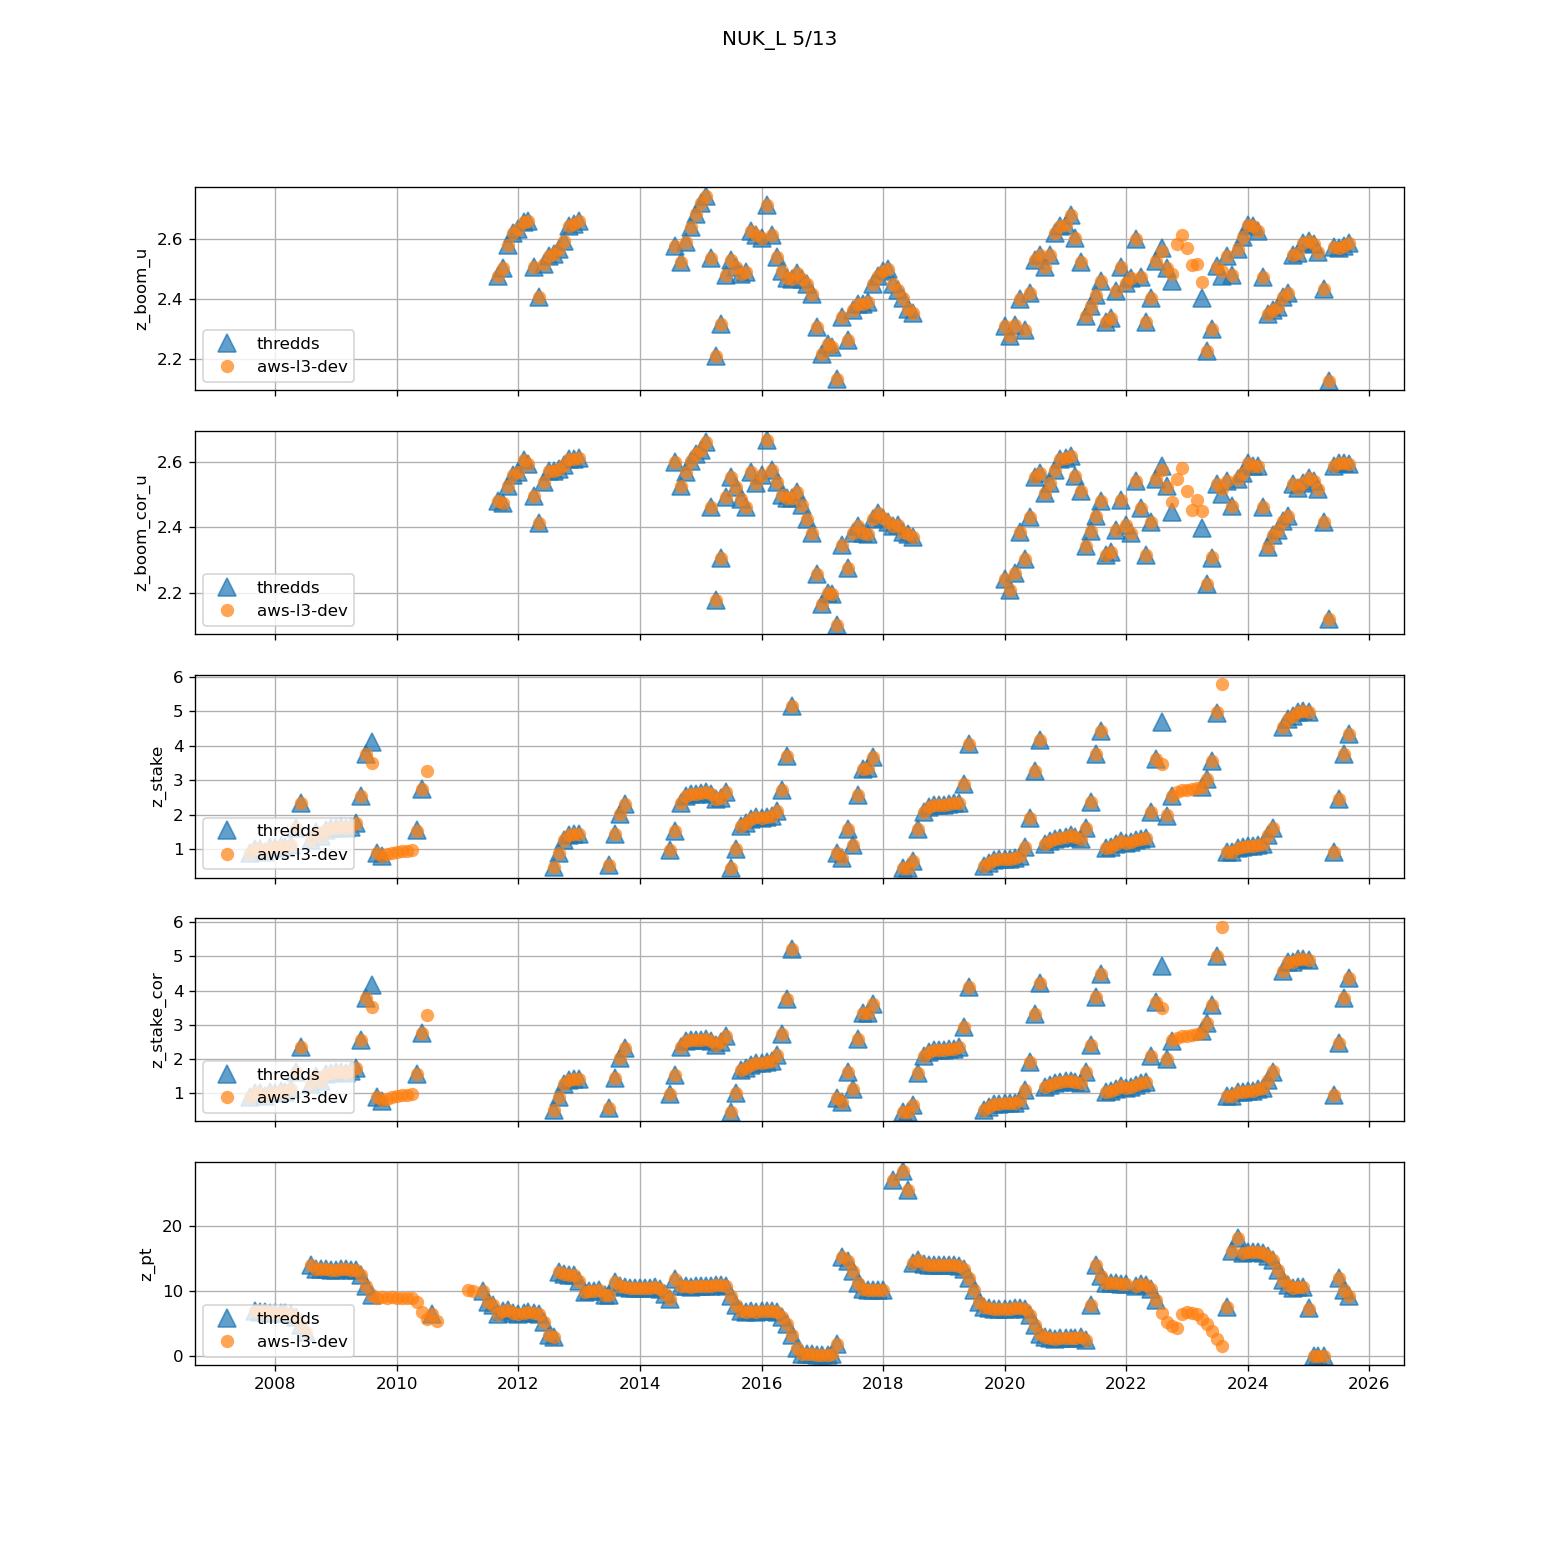 NUK_L 5/13
z_boom_u
2.6
2.4
2.2
thredds
aws-l3-dev
z_boom_cor_u
2.6
2.4
2.2
thredds
aws-l3-dev
z_stake
6
5
4
3
2
1
thredds
aws-l3-dev
z_stake_cor
6
5
4
3
2
1
thredds
aws-l3-dev
z_pt
20
10
0
thredds
aws-l3-dev
2008 2010 2012 2014 2016 2018 2020 2022 2024 2026